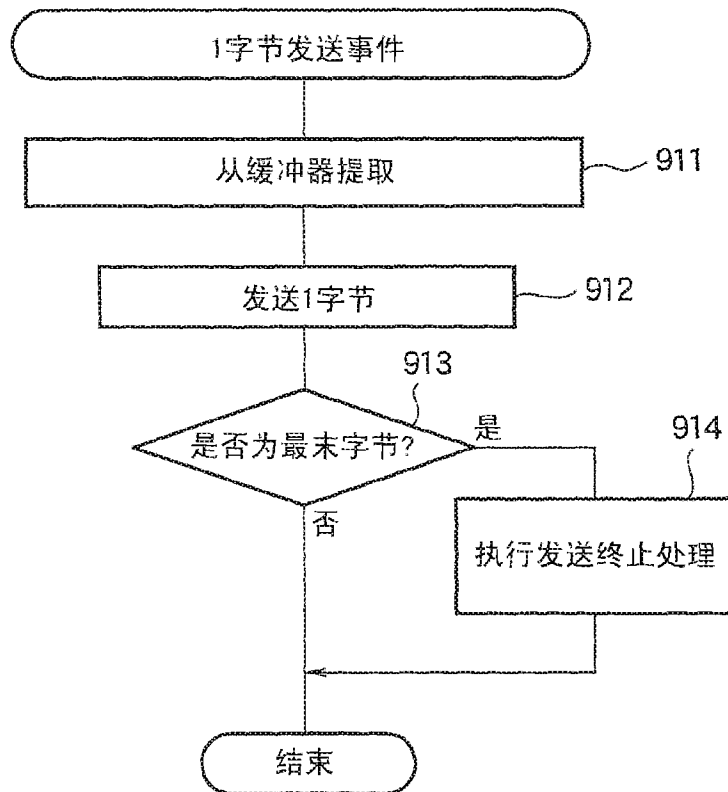 1字节发送事件
从缓冲器提取
911
发送1字节
912
913
是否为最末字节?
是
914
否
执行发送终止处理
结束